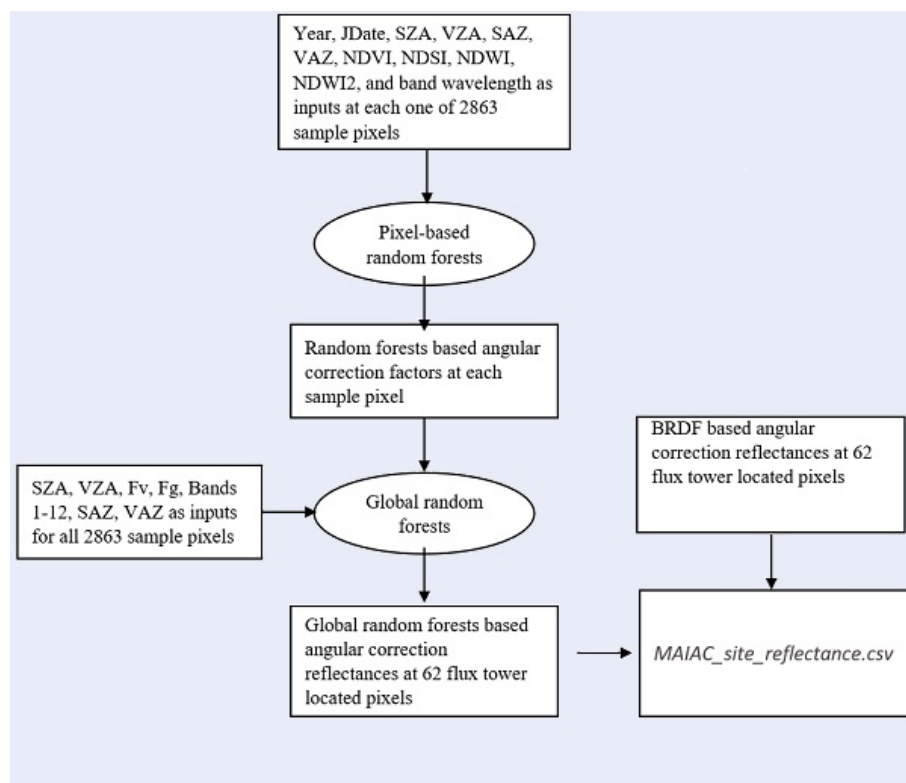 Year, JDate, SZA, VZA, SAZ,
VAZ, NDVI, NDSI, NDWI,
NDWI2, and band wavelength as
inputs at each one of 2863
sample pixels
Pixel-based
random forests
Random forests based angular
correction factors at each
sample pixel
BRDF based angular
correction reflectances at 62
flux tower located pixels
SZA, VZA, Fv, Fg, Bands
1-12, SAZ, VAZ as inputs
for all 2863 sample pixels
Global random
forests
Global random forests based
angular correction
reflectances at 62 flux tower
located pixels
MAIAC_site_reflectance.csv